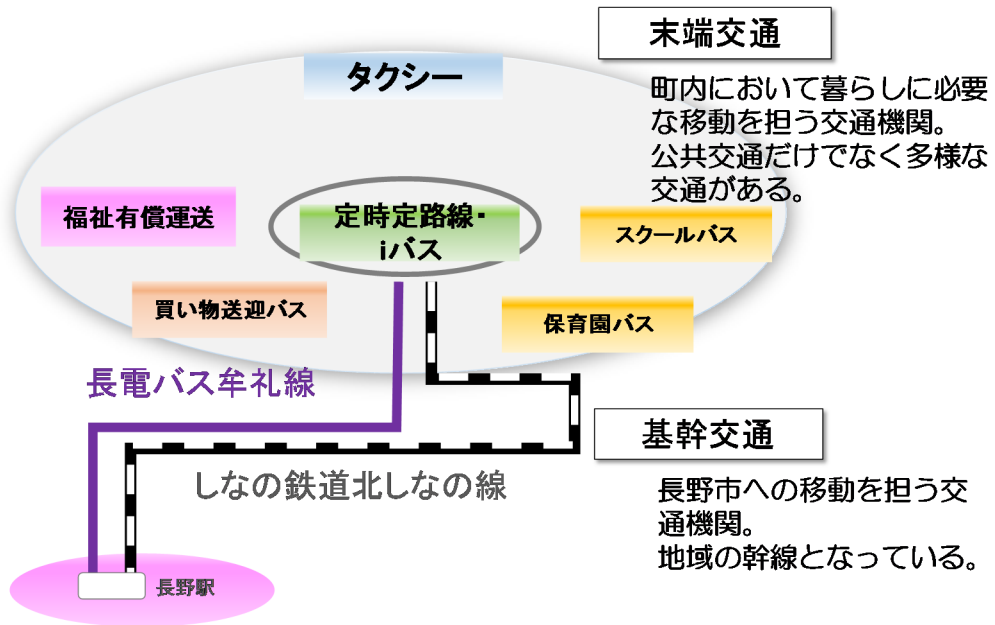 末端交通
タクシー
町内において暮らしに必要
な移動を担う交通機関。
公共交通だけでなく多様な
交通がある。
福祉有償運送
定時定路線・
iバス
スクールバス
買い物送迎バス
保育園バス
長電バス牟礼線
基幹交通
しなの鉄道北しなの線
長野市への移動を担う交
通機関。
地域の幹線となっている。
長野駅